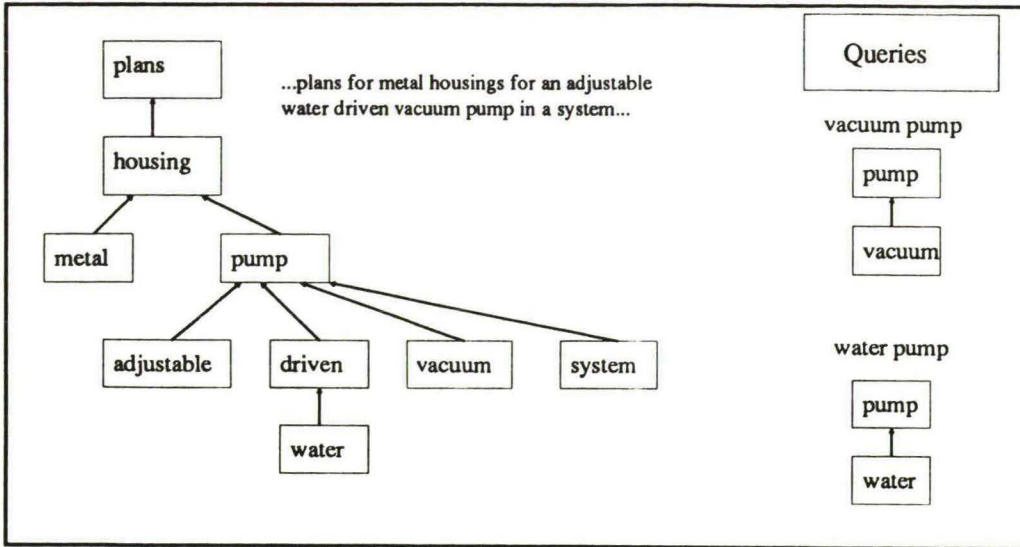 plans
...plans for metal housings for an adjustable
water driven vacuum pump in a system...
housing
metal
pump
adjustable
driven
vacuum
system
water
Queries
vacuum pump
pump
vacuum
water pump
pump
water